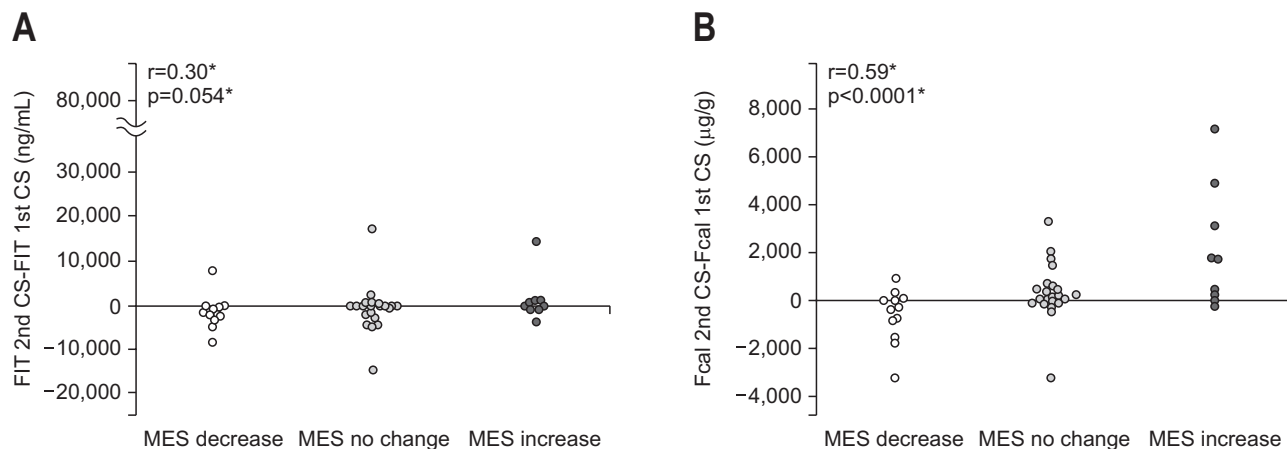 A
r=0.30*
p=0.054*
FIT 2nd CS-FIT 1st CS (ng/mL)
80,000
30,000
20,000
10,000
0
−10,000
−20,000
MES decrease
MES no change
MES increase
B
r=0.59*
p<0.0001*
Fcal 2nd CS-Fcal 1st CS (μg/g)
8,000
6,000
4,000
2,000
0
−2,000
−4,000
MES decrease
MES no change
MES increase